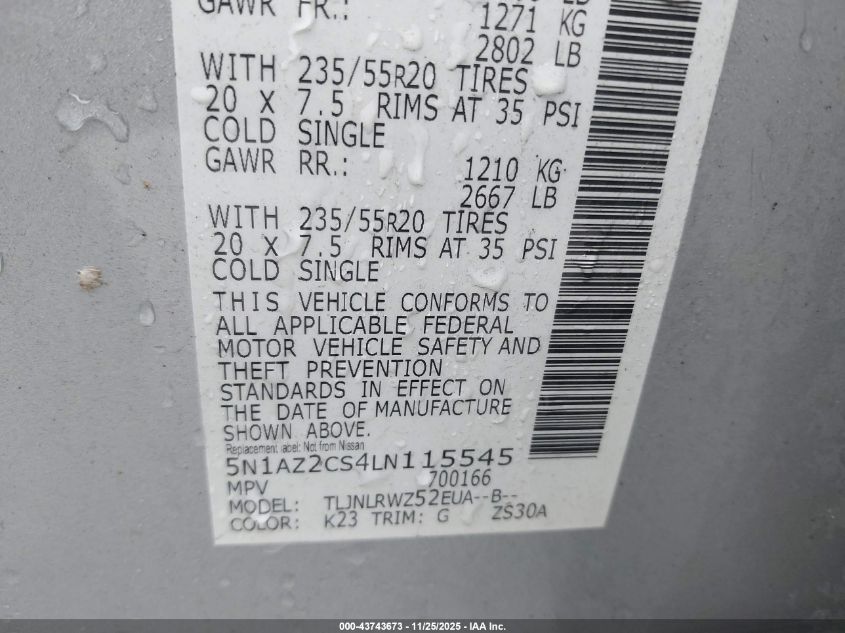 GAWR FR.:
1271 KG
2802 LB
WITH 235/55R20 TIRES
20 X 7.5 RIMS AT 35 PSI
COLD SINGLE
GAWR RR.: 1210 KG
2667 LB
WITH 235/55R20 TIRES
20 X 7.5 RIMS AT 35 PSI
COLD SINGLE
THIS VEHICLE CONFORMS TO
ALL APPLICABLE FEDERAL
MOTOR VEHICLE SAFETY AND
THEFT PREVENTION
STANDARDS IN EFFECT ON
THE DATE OF MANUFACTURE
SHOWN ABOVE.
Replacement label: Not from Nissan
5N1AZ2CS4LN115545
MPV 700166
MODEL: TLJNLRWZ52EUA--B--
COLOR: K23 TRIM: G ZS30A
000-43743673 - 11/25/2025 - IAA Inc.